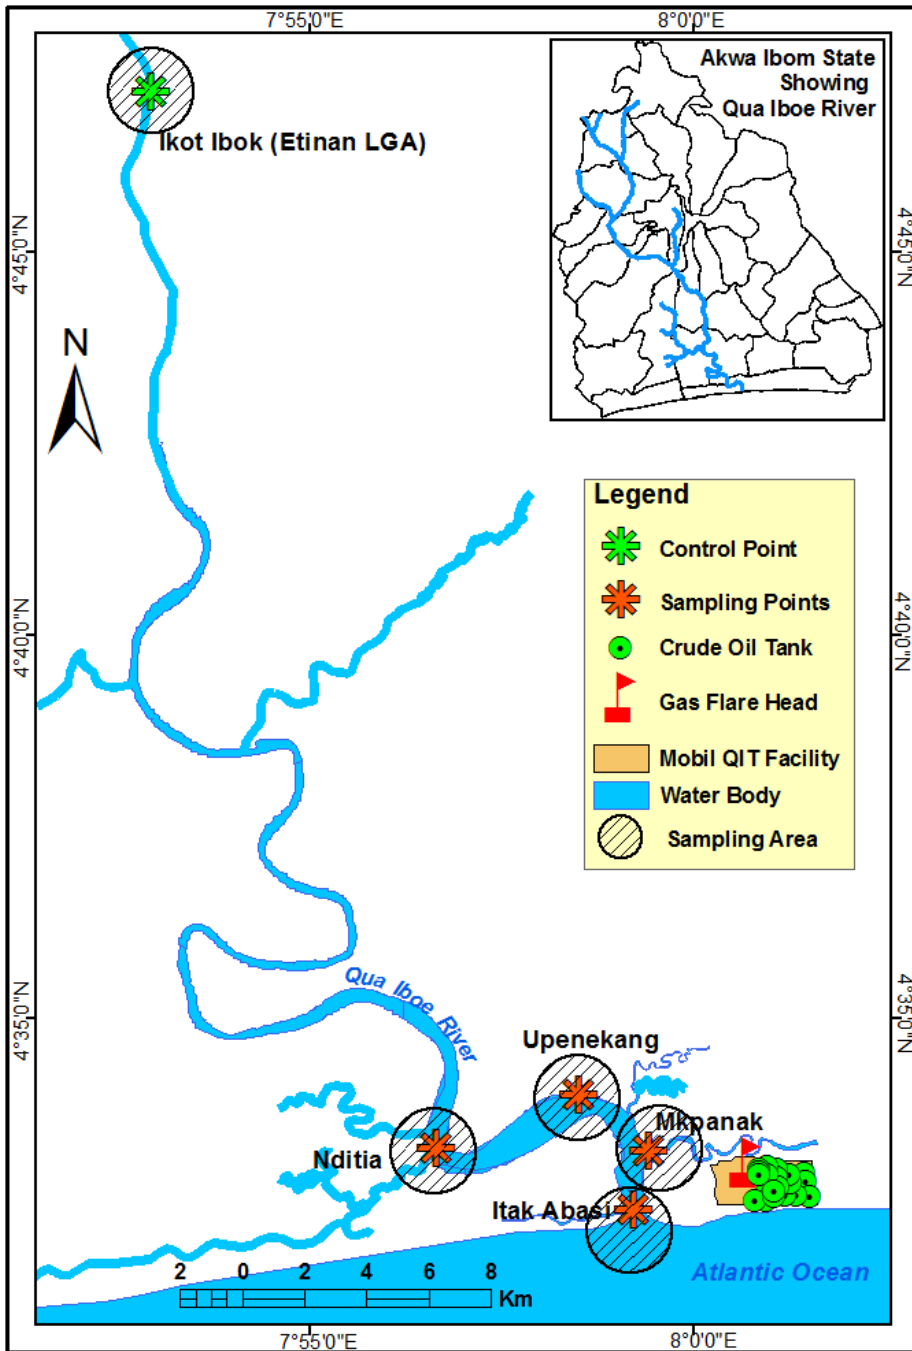 7°55'0"E
8°0'0"E
Akwa Ibom State
Showing
Qua Iboe River
Ikot Ibok (Etinan LGA)
4°45'0"N
4°45'0"N
N
Legend
Control Point
Sampling Points
Crude Oil Tank
Gas Flare Head
Mobil QIT Facility
Water Body
Sampling Area
4°40'0"N
4°40'0"N
Qua Iboe River
4°35'0"N
4°35'0"N
Upenekang
Mkpanak
Nditia
Itak Abasi
Atlantic Ocean
2 0 2 4 6 8
Km
7°55'0"E
8°0'0"E